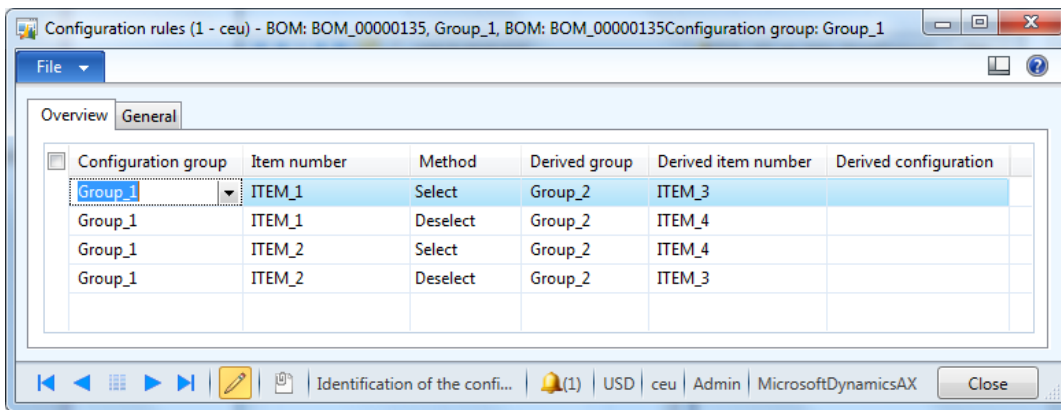 Configuration rules (1 - ceu) - BOM: BOM_00000135, Group_1, BOM: BOM_00000135Configuration group: Group_1
File
Overview General
Configuration group Item number Method Derived group Derived item number Derived configuration
Group_1 ITEM_1 Select Group_2 ITEM_3
Group_1 ITEM_1 Deselect Group_2 ITEM_4
Group_1 ITEM_2 Select Group_2 ITEM_4
Group_1 ITEM_2 Deselect Group_2 ITEM_3
Identification of the confi... (1) USD ceu Admin MicrosoftDynamicsAX Close